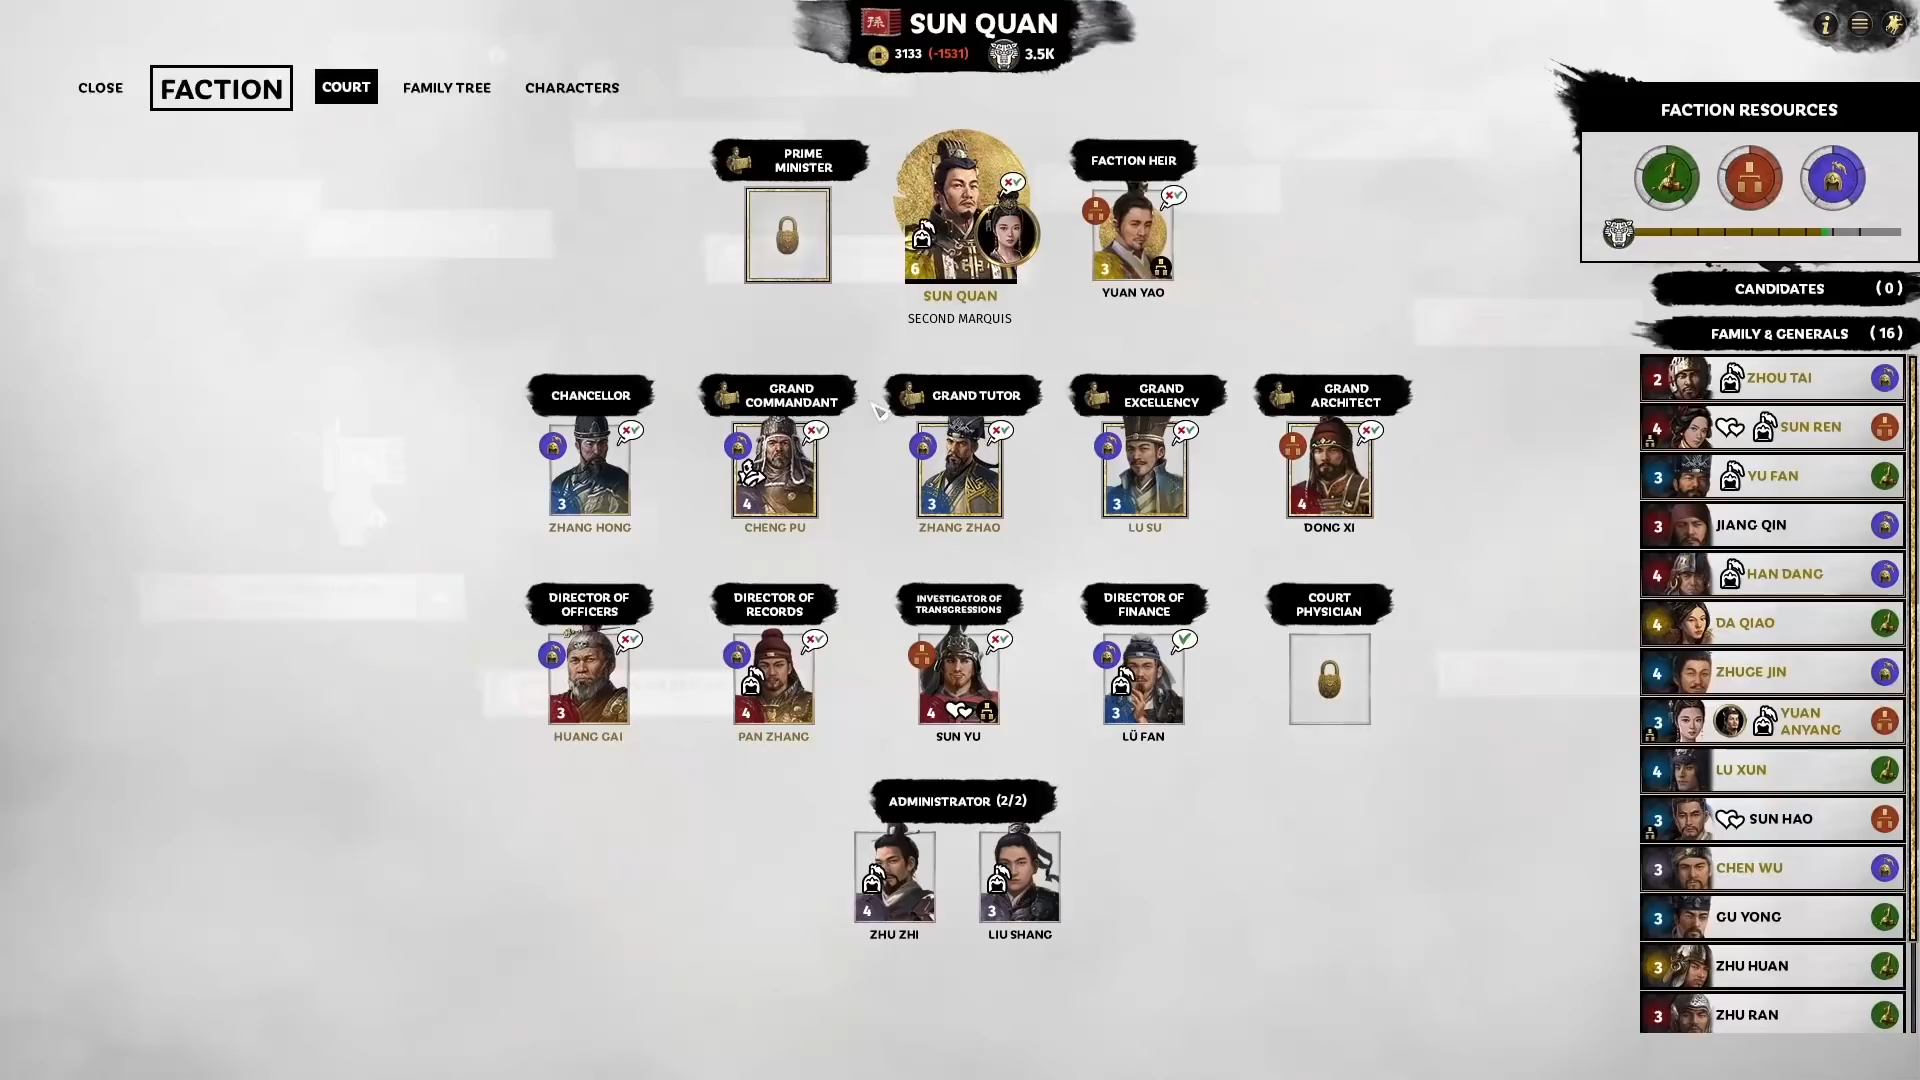 孫 SUN QUAN
3133 (-1531) 3.5K
CLOSE FACTION COURT FAMILY TREE CHARACTERS
PRIME
MINISTER
6
SUN QUAN
SECOND MARQUIS
FACTION HEIR
3
YUAN YAO
CHANCELLOR
3
ZHANG HONG
GRAND
COMMANDANT
4
CHENG PU
GRAND TUTOR
3
ZHANG ZHAO
GRAND
EXCELLENCY
3
LU SU
GRAND
ARCHITECT
4
DONG XI
DIRECTOR OF
OFFICERS
3
HUANG GAI
DIRECTOR OF
RECORDS
4
PAN ZHANG
INVESTIGATOR OF
TRANSGRESSIONS
4
SUN YU
DIRECTOR OF
FINANCE
3
LÜ FAN
COURT
PHYSICIAN
ADMINISTRATOR (2/2)
4
ZHU ZHI
3
LIU SHANG
FACTION RESOURCES
CANDIDATES (0)
FAMILY & GENERALS (16)
2 ZHOU TAI
4 SUN REN
3 YU FAN
3 JIANG QIN
4 HAN DANG
4 DA QIAO
4 ZHUGE JIN
3 YUAN
ANYANG
4 LU XUN
3 SUN HAO
3 CHEN WU
3 GU YONG
3 ZHU HUAN
3 ZHU RAN